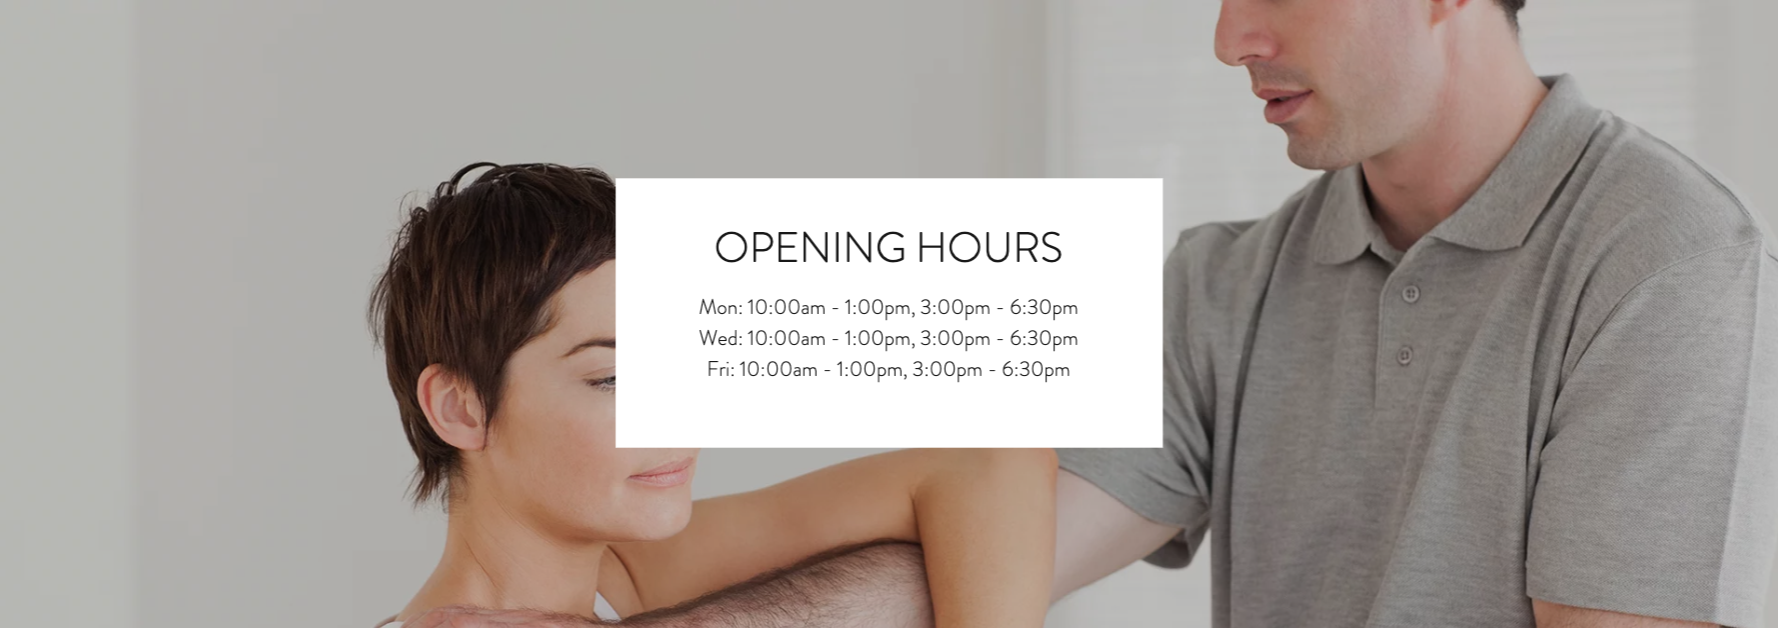 OPENING HOURS
Mon: 10:00am - 1:00pm, 3:00pm - 6:30pm
Wed: 10:00am - 1:00pm, 3:00pm - 6:30pm
Fri: 10:00am - 1:00pm, 3:00pm - 6:30pm